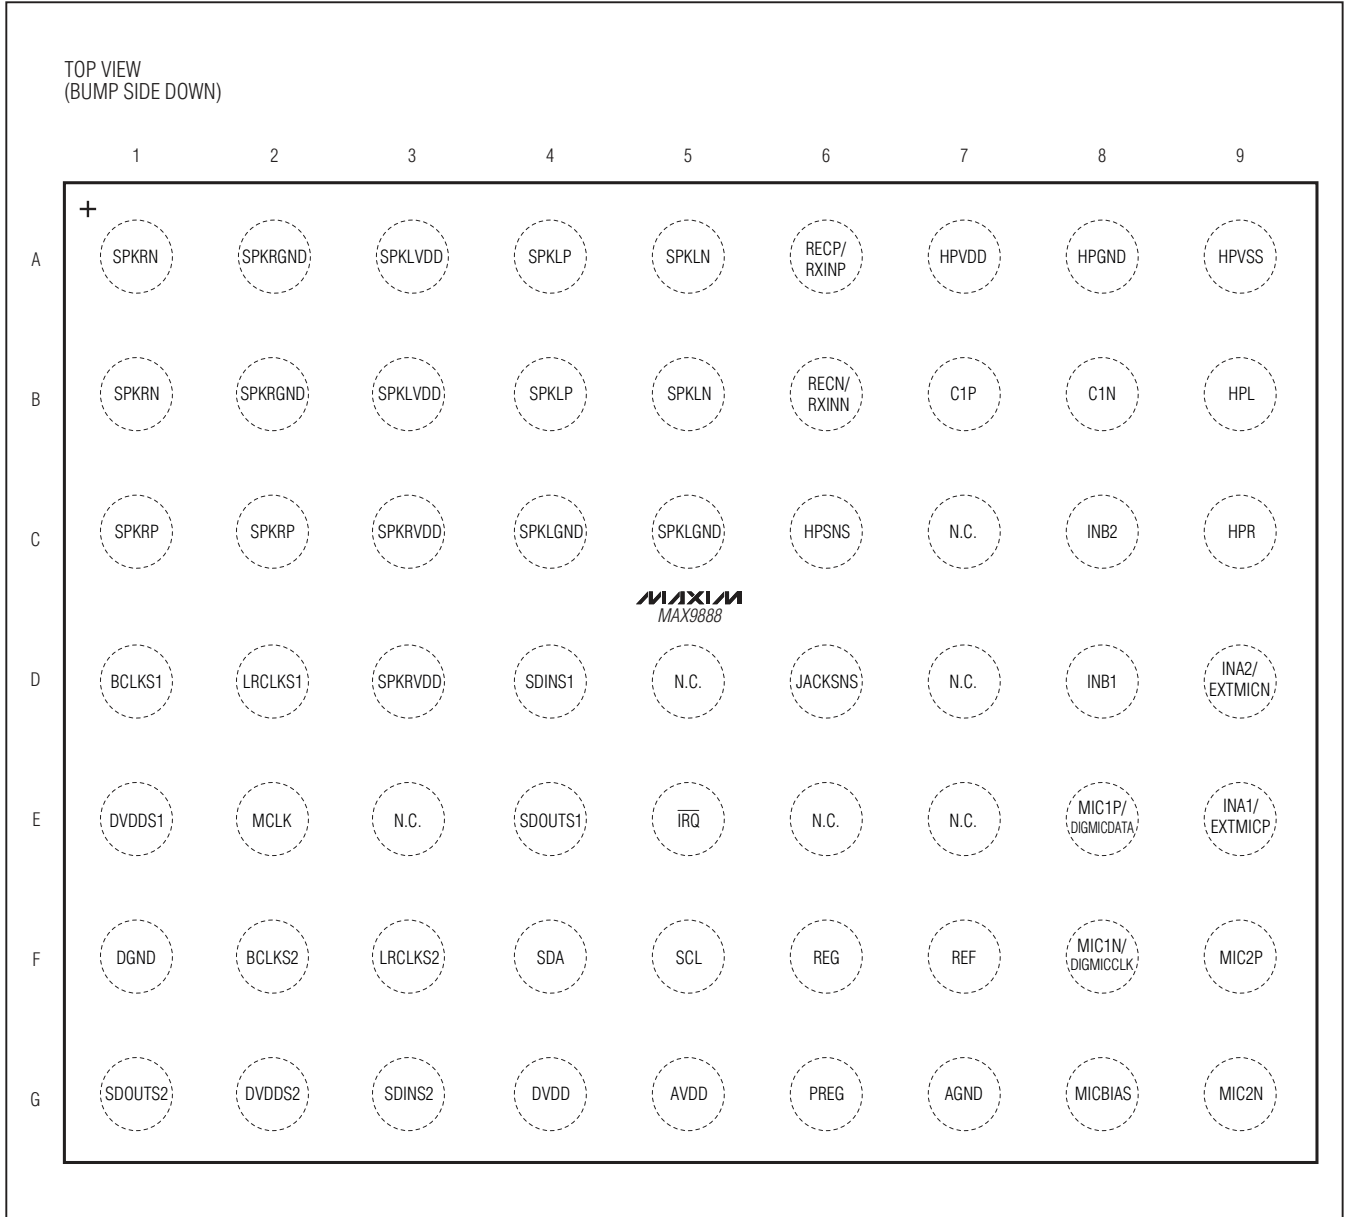 TOP VIEW
(BUMP SIDE DOWN)
1 2 3 4 5 6 7 8 9
+
A SPKRN SPKRGND SPKLVDD SPKLP SPKLN RECP/ HPVDD HPGND HPVSS
RXINP
B SPKRN SPKRGND SPKLVDD SPKLP SPKLN RECN/ C1P C1N HPL
RXINN
C SPKRP SPKRP SPKRVDD SPKLGND SPKLGND HPSNS N.C. INB2 HPR
MAXIM
MAX9888
D BCLKS1 LRCLKS1 SPKRVDD SDINS1 N.C. JACKSNS N.C. INB1 INA2/
EXTMICN
E DVDDS1 MCLK N.C. SDOUTS1 IRQ N.C. N.C. MIC1P/ INA1/
DIGMICDATA EXTMICP
F DGND BCLKS2 LRCLKS2 SDA SCL REG REF MIC1N/ MIC2P
DIGMICCLK
G SDOUTS2 DVDDS2 SDINS2 DVDD AVDD PREG AGND MICBIAS MIC2N